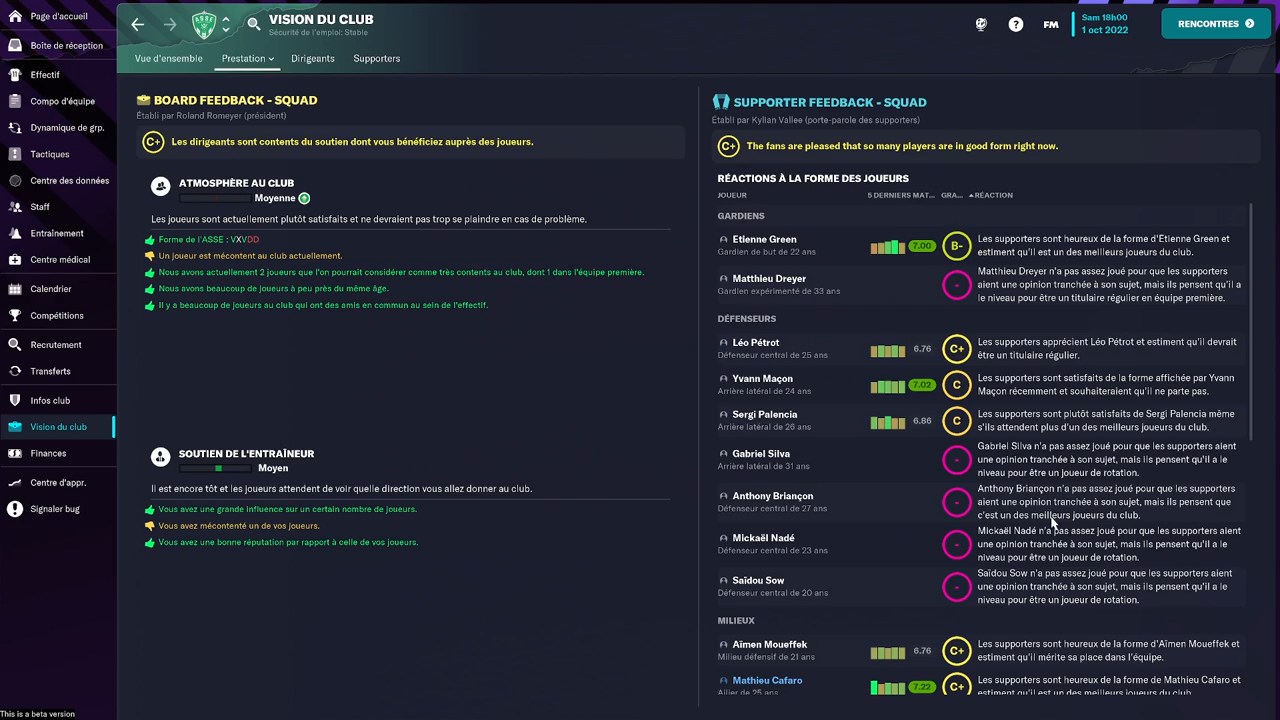 Page d'accueil
Boîte de réception
Effectif
Compo d'équipe
Dynamique de grp.
Tactiques
Centre des données
Staff
Entraînement
Centre médical
Calendrier
Compétitions
Recrutement
Transferts
Infos club
Vision du club
Finances
Centre d'appr.
Signaler bug
This is a beta version
ASSE
VISION DU CLUB
Sécurité de l'emploi: Stable
FM
Sam 18h00
1 oct 2022
RENCONTRES
Vue d'ensemble
Prestation
Dirigeants
Supporters
BOARD FEEDBACK - SQUAD
Établi par Roland Romeyer (président)
C+ Les dirigeants sont contents du soutien dont vous bénéficiez auprès des joueurs.
ATMOSPHÈRE AU CLUB
Moyenne
Les joueurs sont actuellement plutôt satisfaits et ne devraient pas trop se plaindre en cas de problème.
Forme de l'ASSE : VXVDD
Un joueur est mécontent au club actuellement.
Nous avons actuellement 2 joueurs que l'on pourrait considérer comme très contents au club, dont 1 dans l'équipe première.
Nous avons beaucoup de joueurs à peu près du même âge.
Il y a beaucoup de joueurs au club qui ont des amis en commun au sein de l'effectif.
SOUTIEN DE L'ENTRAÎNEUR
Moyen
Il est encore tôt et les joueurs attendent de voir quelle direction vous allez donner au club.
Vous avez une grande influence sur un certain nombre de joueurs.
Vous avez mécontenté un de vos joueurs.
Vous avez une bonne réputation par rapport à celle de vos joueurs.
SUPPORTER FEEDBACK - SQUAD
Établi par Kylian Vallee (porte-parole des supporters)
C+ The fans are pleased that so many players are in good form right now.
RÉACTIONS À LA FORME DES JOUEURS
JOUEUR 5 DERNIERS MAT... GRA... RÉACTION
GARDIENS
Etienne Green
Gardien de but de 22 ans
7.00 B-
Les supporters sont heureux de la forme d'Etienne Green et
estiment qu'il est un des meilleurs joueurs du club.
Matthieu Dreyer
Gardien expérimenté de 33 ans
-
Matthieu Dreyer n'a pas assez joué pour que les supporters
aient une opinion tranchée à son sujet, mais ils pensent qu'il a
le niveau pour être un titulaire régulier en équipe première.
DÉFENSEURS
Léo Pétrot
Défenseur central de 25 ans
6.76 C+
Les supporters apprécient Léo Pétrot et estiment qu'il devrait
être un titulaire régulier.
Yvann Maçon
Arrière latéral de 24 ans
7.02 C
Les supporters sont satisfaits de la forme affichée par Yvann
Maçon récemment et souhaiteraient qu'il ne parte pas.
Sergi Palencia
Arrière latéral de 26 ans
6.86 C
Les supporters sont plutôt satisfaits de Sergi Palencia même
s'ils attendent plus d'un des meilleurs joueurs du club.
Gabriel Silva
Arrière latéral de 31 ans
-
Gabriel Silva n'a pas assez joué pour que les supporters aient
une opinion tranchée à son sujet, mais ils pensent qu'il a le
niveau pour être un joueur de rotation.
Anthony Briançon
Défenseur central de 27 ans
-
Anthony Briançon n'a pas assez joué pour que les supporters
aient une opinion tranchée à son sujet, mais ils pensent que
c'est un des meilleurs joueurs du club.
Mickaël Nadé
Défenseur central de 23 ans
-
Mickaël Nadé n'a pas assez joué pour que les supporters aient
une opinion tranchée à son sujet, mais ils pensent qu'il a le
niveau pour être un joueur de rotation.
Saïdou Sow
Défenseur central de 20 ans
-
Saïdou Sow n'a pas assez joué pour que les supporters aient
une opinion tranchée à son sujet, mais ils pensent qu'il a le
niveau pour être un joueur de rotation.
MILIEUX
Aïmen Moueffek
Milieu défensif de 21 ans
6.76 C+
Les supporters sont heureux de la forme d'Aïmen Moueffek et
estiment qu'il mérite sa place dans l'équipe.
Mathieu Cafaro
Ailier de 25 ans
7.22 C+
Les supporters sont heureux de la forme de Mathieu Cafaro et
estiment qu'il est un des meilleurs joueurs du club.